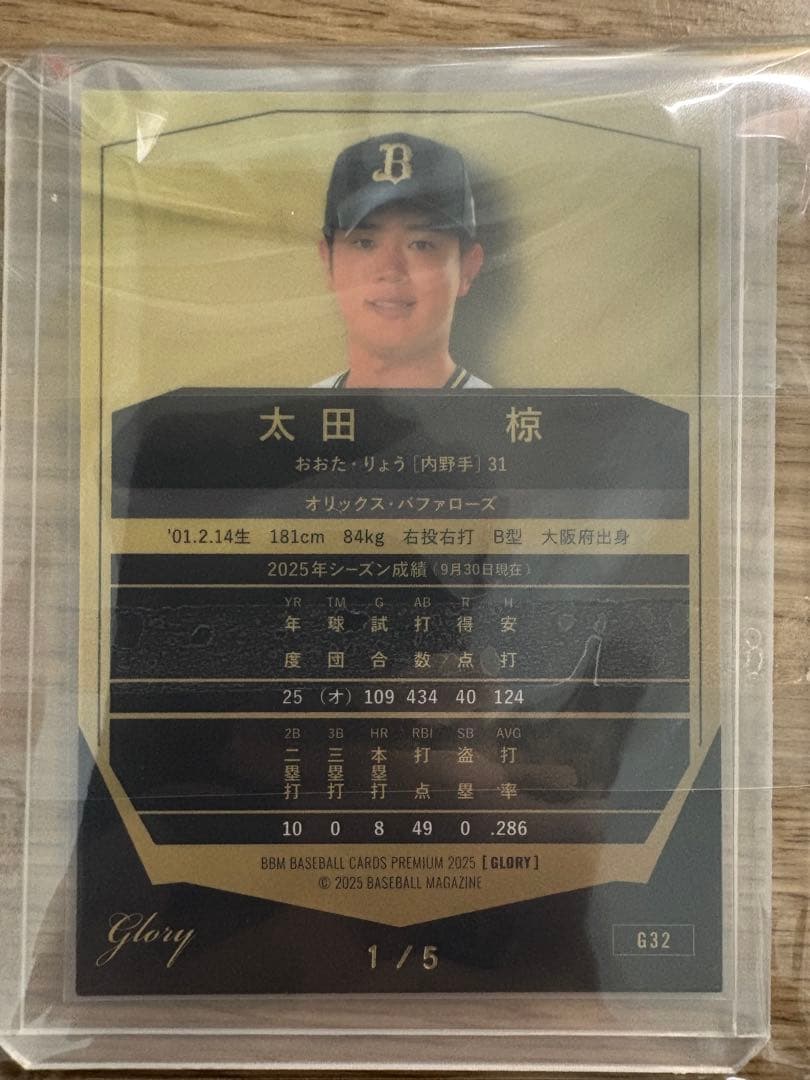 B
太田 椋
おおた・りょう[内野手]31
オリックス・バファローズ
'01.2.14生 181cm 84kg 右投右打 B型 大阪府出身
2025年シーズン成績(9月30日現在)
YR TM G AB R H
年度 球団 試合 打数 得点 安打
25 (オ) 109 434 40 124
2B 3B HR RBI SB AVG
二塁打 三塁打 本塁打 打点 盗塁 打率
10 0 8 49 0 .286
BBM BASEBALL CARDS PREMIUM 2025 [GLORY]
© 2025 BASEBALL MAGAZINE
Glory
1/5
G32